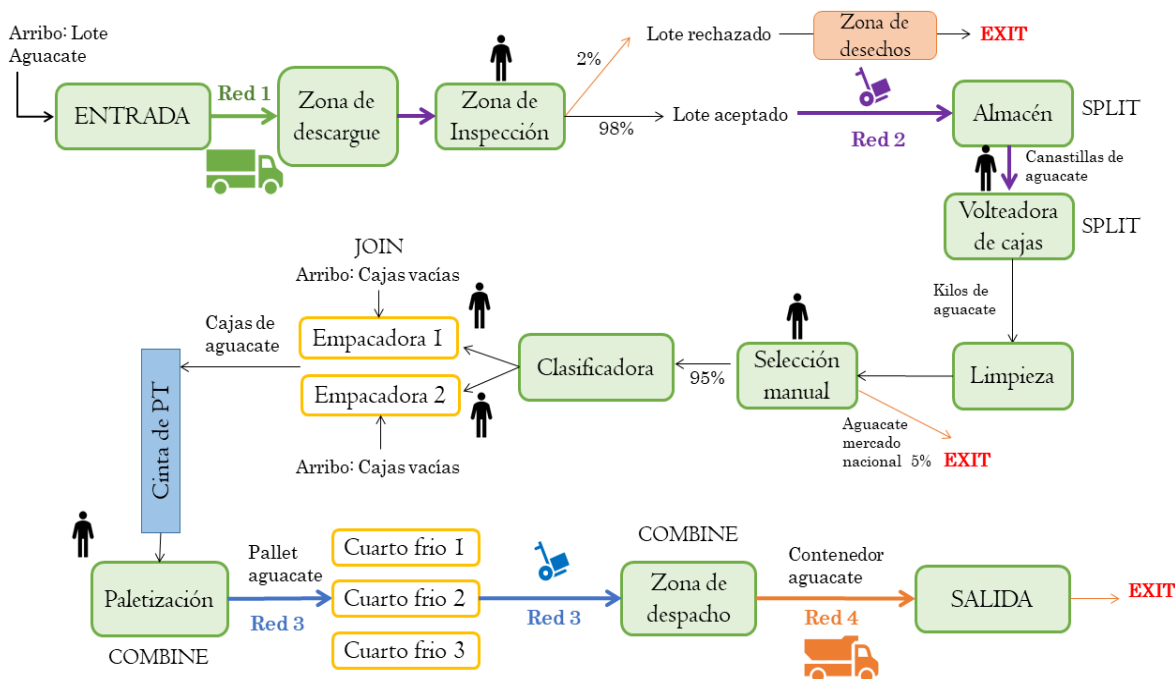 Arribo: Lote
Aguacate
ENTRADA
Red 1
Zona de
descargue
Zona de
Inspección
2%
98%
Lote rechazado
Zona de
desechos
EXIT
Lote aceptado
Red 2
Almacén
SPLIT
Canastillas de
aguacate
Volteadora
de cajas
SPLIT
Kilos de
aguacate
Limpieza
Selección
manual
Aguacate
mercado
nacional 5%
EXIT
95%
Clasificadora
JOIN
Arribo: Cajas vacías
Empacadora 1
Empacadora 2
Arribo: Cajas vacías
Cajas de
aguacate
Cinta de PT
Paletización
COMBINE
Pallet
aguacate
Red 3
Cuarto frio 1
Cuarto frio 2
Cuarto frio 3
Red 3
COMBINE
Zona de
despacho
Contenedor
aguacate
Red 4
SALIDA
EXIT